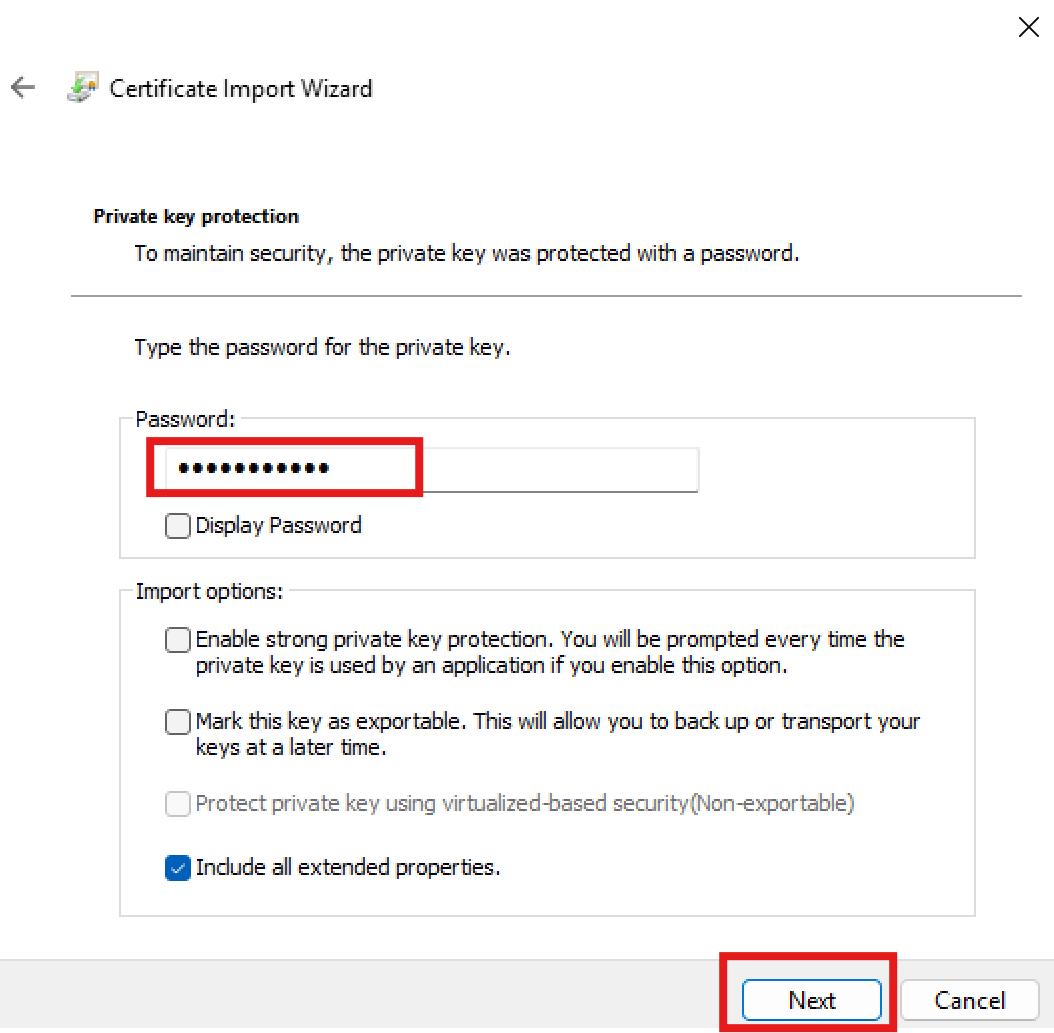 Certificate Import Wizard
Private key protection
To maintain security, the private key was protected with a password.
Type the password for the private key.
Password:
•••••••••••
Display Password
Import options:
Enable strong private key protection. You will be prompted every time the
private key is used by an application if you enable this option.
Mark this key as exportable. This will allow you to back up or transport your
keys at a later time.
Protect private key using virtualized-based security(Non-exportable)
Include all extended properties.
Next
Cancel